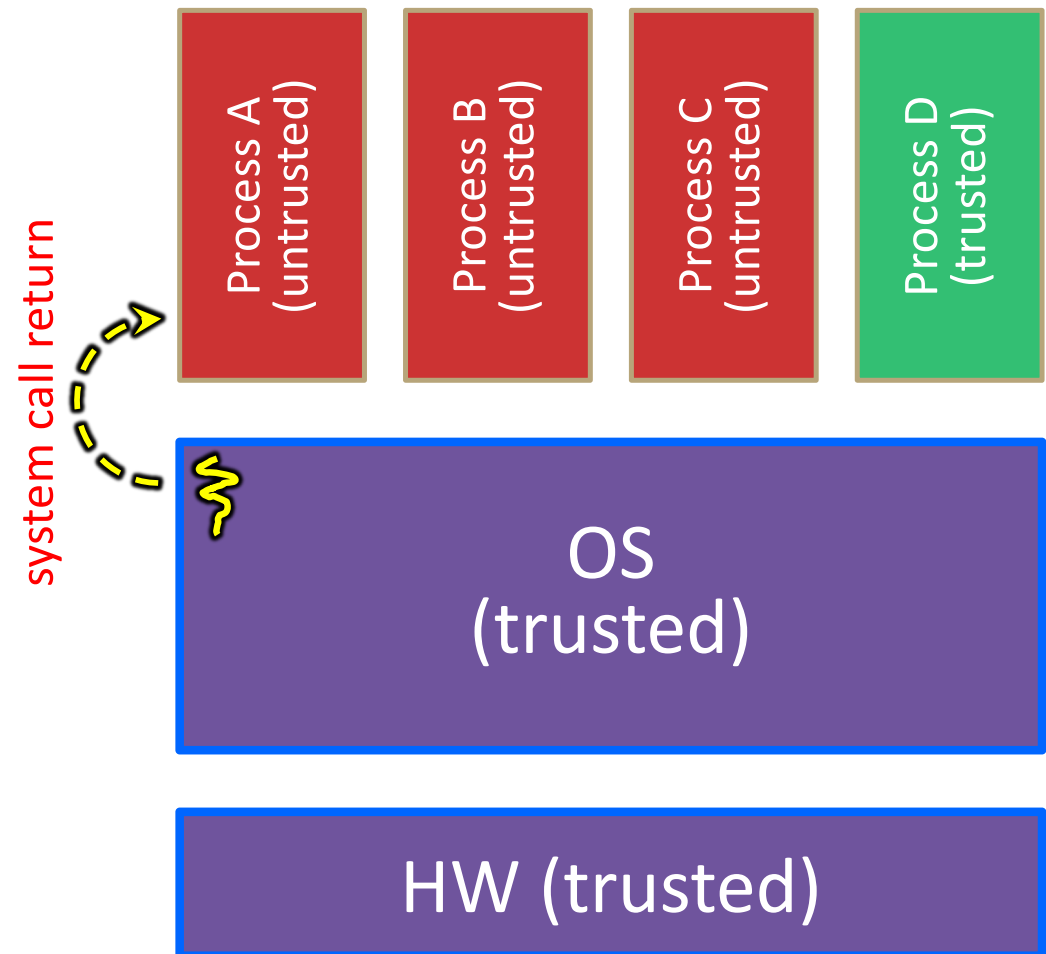 Process A
(untrusted)
Process B
(untrusted)
Process C
(untrusted)
Process D
(trusted)
system call return
OS
(trusted)
HW (trusted)